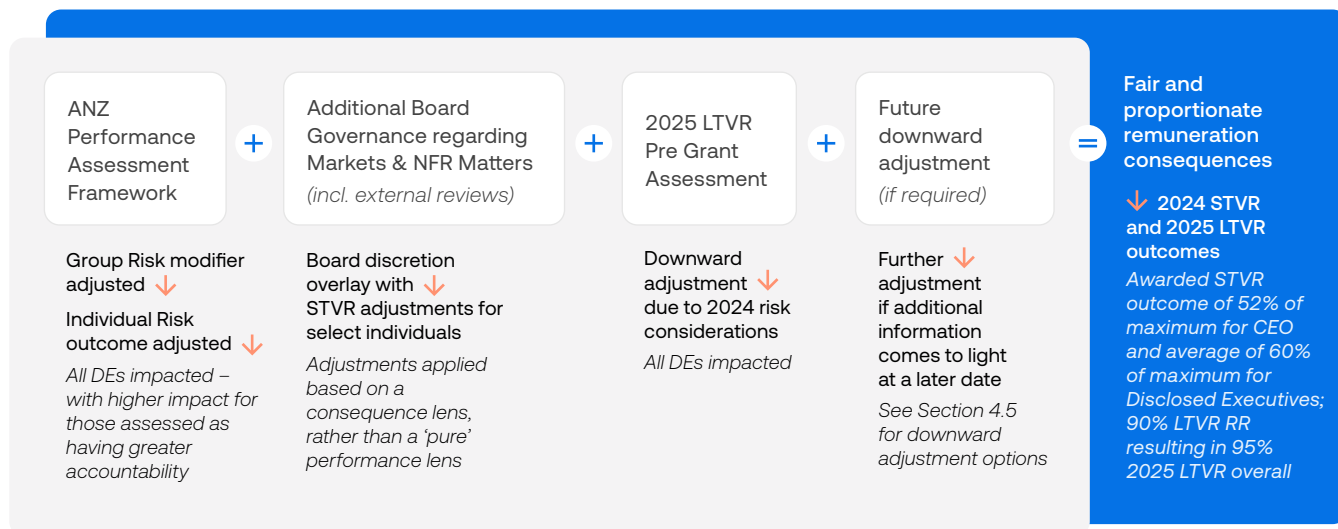 ANZ
Performance
Assessment
Framework
+
Additional Board
Governance regarding
Markets & NFR Matters
(incl. external reviews)
+
2025 LTVR
Pre Grant
Assessment
+
Future
downward
adjustment
(if required)
=
Fair and
proportionate
remuneration
consequences
Group Risk modifier
adjusted ↓
Individual Risk
outcome adjusted ↓
All DEs impacted –
with higher impact for
those assessed as
having greater
accountability
Board discretion
overlay with ↓
STVR adjustments for
select individuals
Adjustments applied
based on a
consequence lens,
rather than a ‘pure’
performance lens
Downward
adjustment ↓
due to 2024 risk
considerations
All DEs impacted
Further ↓
adjustment
if additional
information
comes to light
at a later date
See Section 4.5
for downward
adjustment options
↓ 2024 STVR
and 2025 LTVR
outcomes
Awarded STVR
outcome of 52% of
maximum for CEO
and average of 60%
of maximum for
Disclosed Executives;
90% LTVR RR
resulting in 95%
2025 LTVR overall